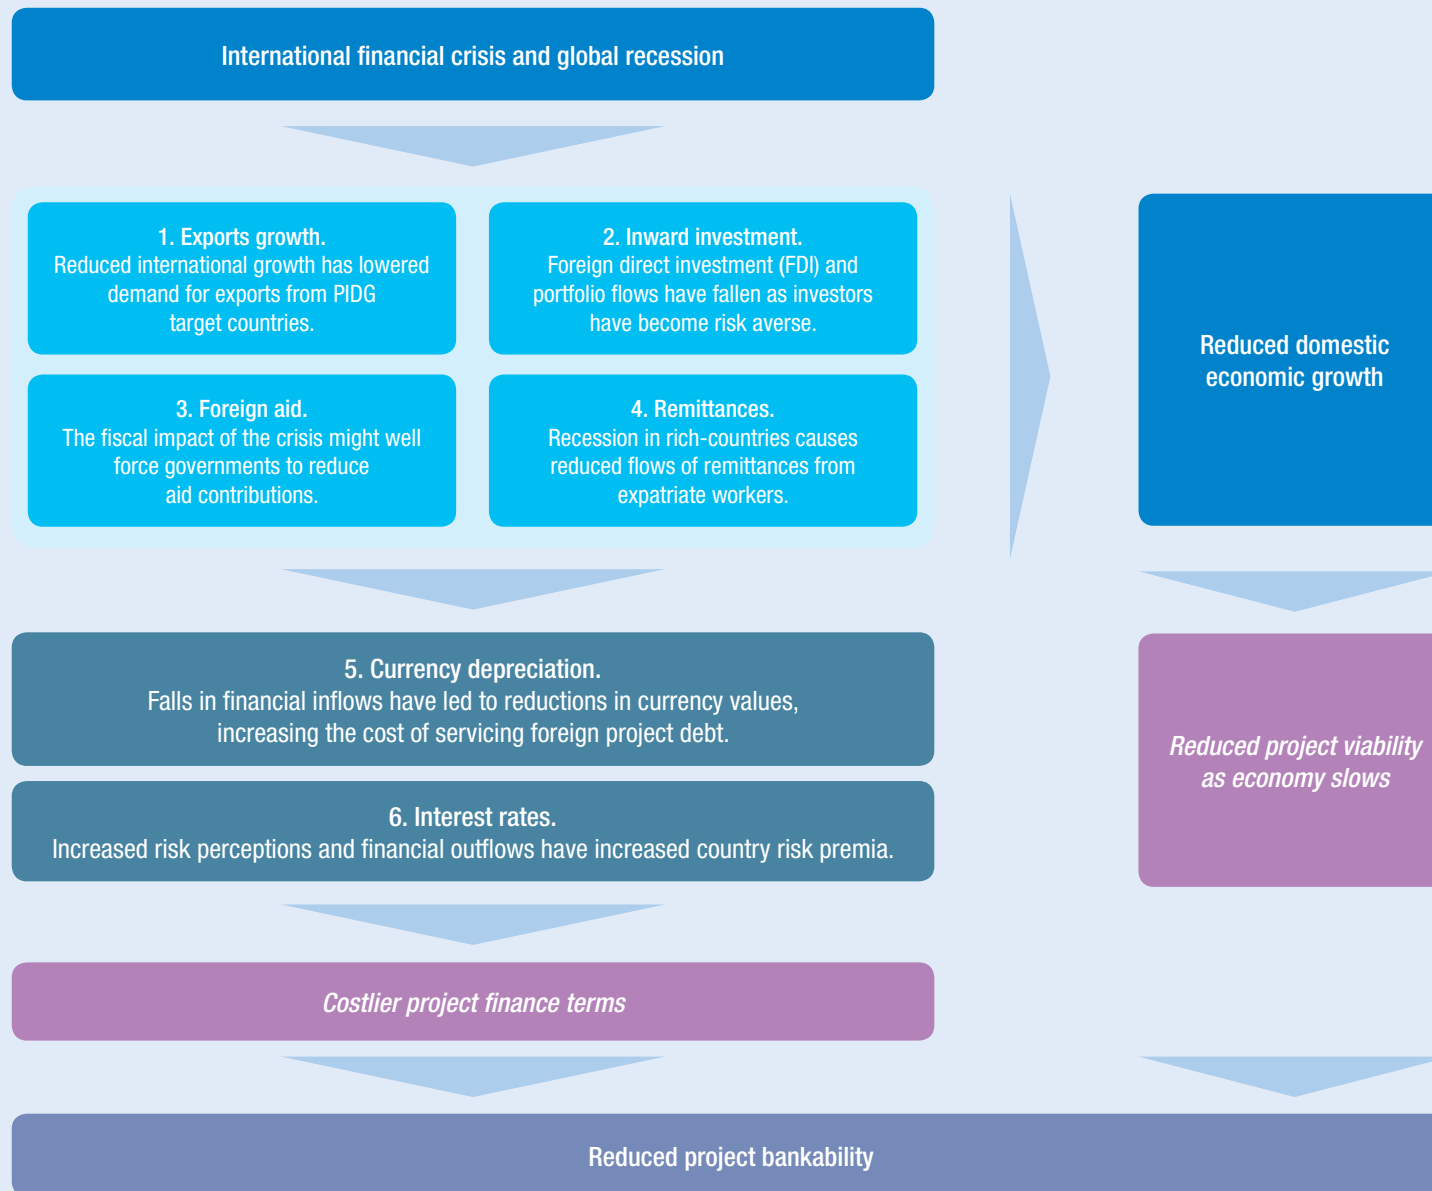 International financial crisis and global recession
1. Exports growth.
Reduced international growth has lowered
demand for exports from PIDG
target countries.
2. Inward investment.
Foreign direct investment (FDI) and
portfolio flows have fallen as investors
have become risk averse.
3. Foreign aid.
The fiscal impact of the crisis might well
force governments to reduce
aid contributions.
4. Remittances.
Recession in rich-countries causes
reduced flows of remittances from
expatriate workers.
Reduced domestic
economic growth
5. Currency depreciation.
Falls in financial inflows have led to reductions in currency values,
increasing the cost of servicing foreign project debt.
6. Interest rates.
Increased risk perceptions and financial outflows have increased country risk premia.
Reduced project viability
as economy slows
Costlier project finance terms
Reduced project bankability